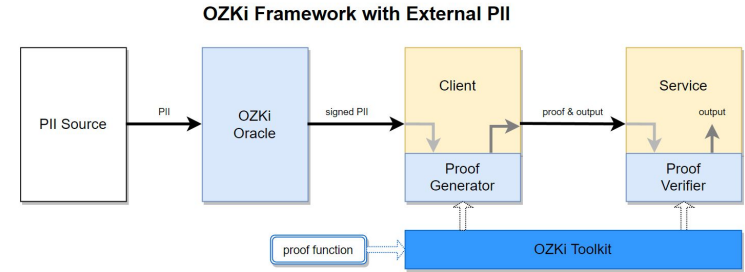 OZKi Framework with External PII
PII Source
PII
OZKi
Oracle
signed PII
Client
proof & output
Service
output
Proof
Generator
Proof
Verifier
proof function
OZKi Toolkit